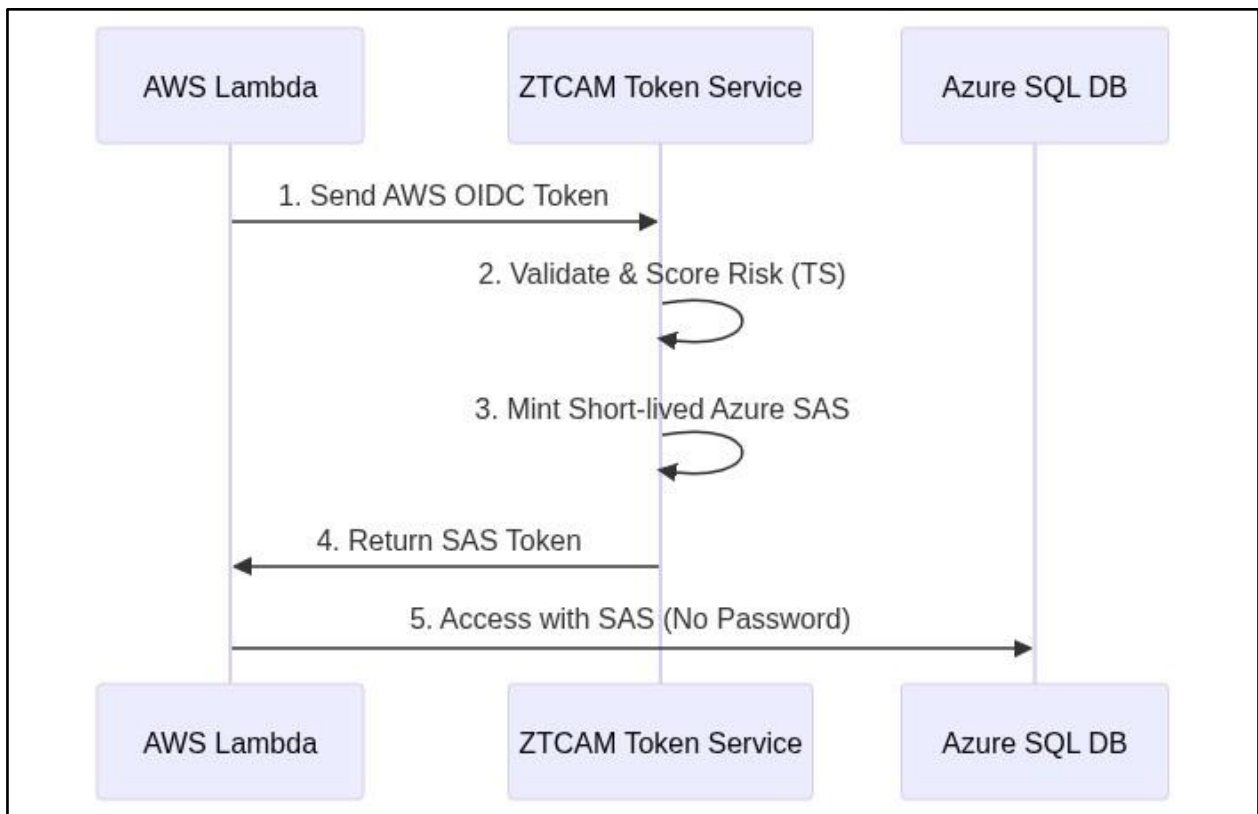 AWS Lambda
ZTCAM Token Service
Azure SQL DB
1. Send AWS OIDC Token
2. Validate & Score Risk (TS)
3. Mint Short-lived Azure SAS
4. Return SAS Token
5. Access with SAS (No Password)
AWS Lambda
ZTCAM Token Service
Azure SQL DB